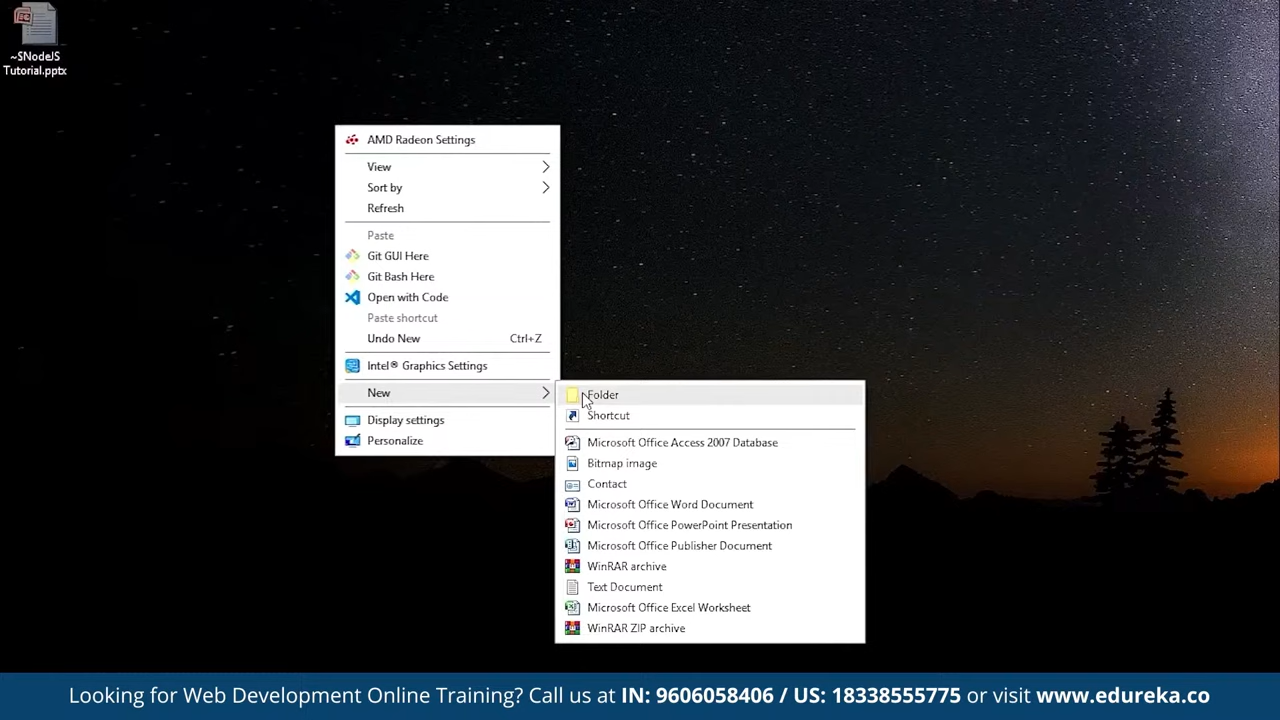 ~SNodeJS
Tutorial.pptx
AMD Radeon Settings
View
Sort by
Refresh
Paste
Git GUI Here
Git Bash Here
Open with Code
Paste shortcut
Undo New Ctrl+Z
Intel® Graphics Settings
New
Display settings
Personalize
Folder
Shortcut
Microsoft Office Access 2007 Database
Bitmap image
Contact
Microsoft Office Word Document
Microsoft Office PowerPoint Presentation
Microsoft Office Publisher Document
WinRAR archive
Text Document
Microsoft Office Excel Worksheet
WinRAR ZIP archive
Looking for Web Development Online Training? Call us at IN: 9606058406 / US: 18338555775 or visit www.edureka.co